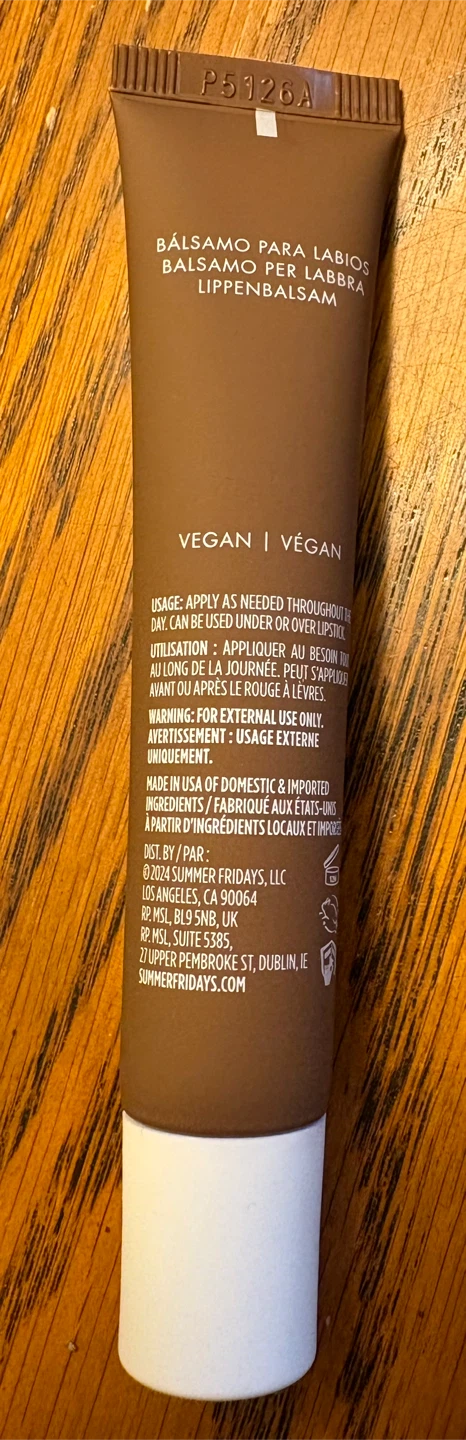 P5126A
BÁLSAMO PARA LABIOS
BALSAMO PER LABBRA
LIPPENBALSAM
VEGAN | VÉGAN
USAGE: APPLY AS NEEDED THROUGHOUT THE
DAY. CAN BE USED UNDER OR OVER LIPSTICK.
UTILISATION : APPLIQUER AU BESOIN TOUT
AU LONG DE LA JOURNÉE. PEUT S'APPLIQUER
AVANT OU APRÈS LE ROUGE À LÈVRES.
WARNING: FOR EXTERNAL USE ONLY.
AVERTISSEMENT : USAGE EXTERNE
UNIQUEMENT.
MADE IN USA OF DOMESTIC & IMPORTED
INGREDIENTS / FABRIQUÉ AUX ÉTATS-UNIS
À PARTIR D'INGRÉDIENTS LOCAUX ET IMPORTÉS
DIST. BY / PAR :
©2024 SUMMER FRIDAYS, LLC
LOS ANGELES, CA 90064
RP. MSL, BL9 5NB, UK
RP. MSL, SUITE 5385,
27 UPPER PEMBROKE ST, DUBLIN, IE
SUMMERFRIDAYS.COM
12M